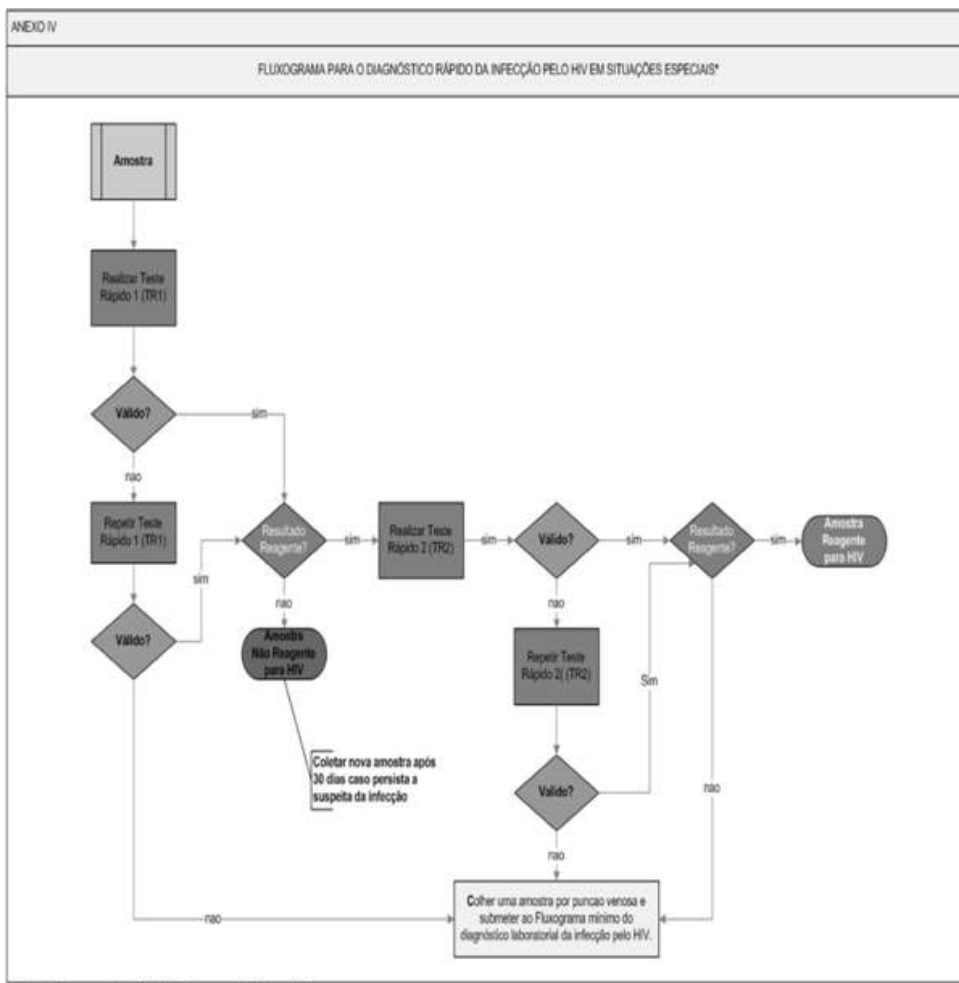 ANEXO IV
FLUXOGRAMA PARA O DIAGNÓSTICO RÁPIDO DA INFECÇÃO PELO HIV EM SITUAÇÕES ESPECIAIS*
Amostra
Realizar Teste
Rápido 1 (TR1)
Válido?
sim
nao
Repetir Teste
Rápido 1 (TR1)
Válido?
sim
nao
Resultado
Reagente?
sim
nao
Amostra
Não Reagente
para HIV
Coletar nova amostra após
30 dias caso persista a
suspeita da infecção
Realizar Teste
Rápido 2 (TR2)
sim
Válido?
sim
nao
Repetir Teste
Rápido 2( (TR2)
Valido?
Sim
nao
Resultado
Reagente?
sim
nao
Amostra
Reagente
para HIV
Colher uma amostra por puncao venosa e
submeter ao Fluxograma mínimo do
diagnóstico laboratorial da infecção pelo HIV.